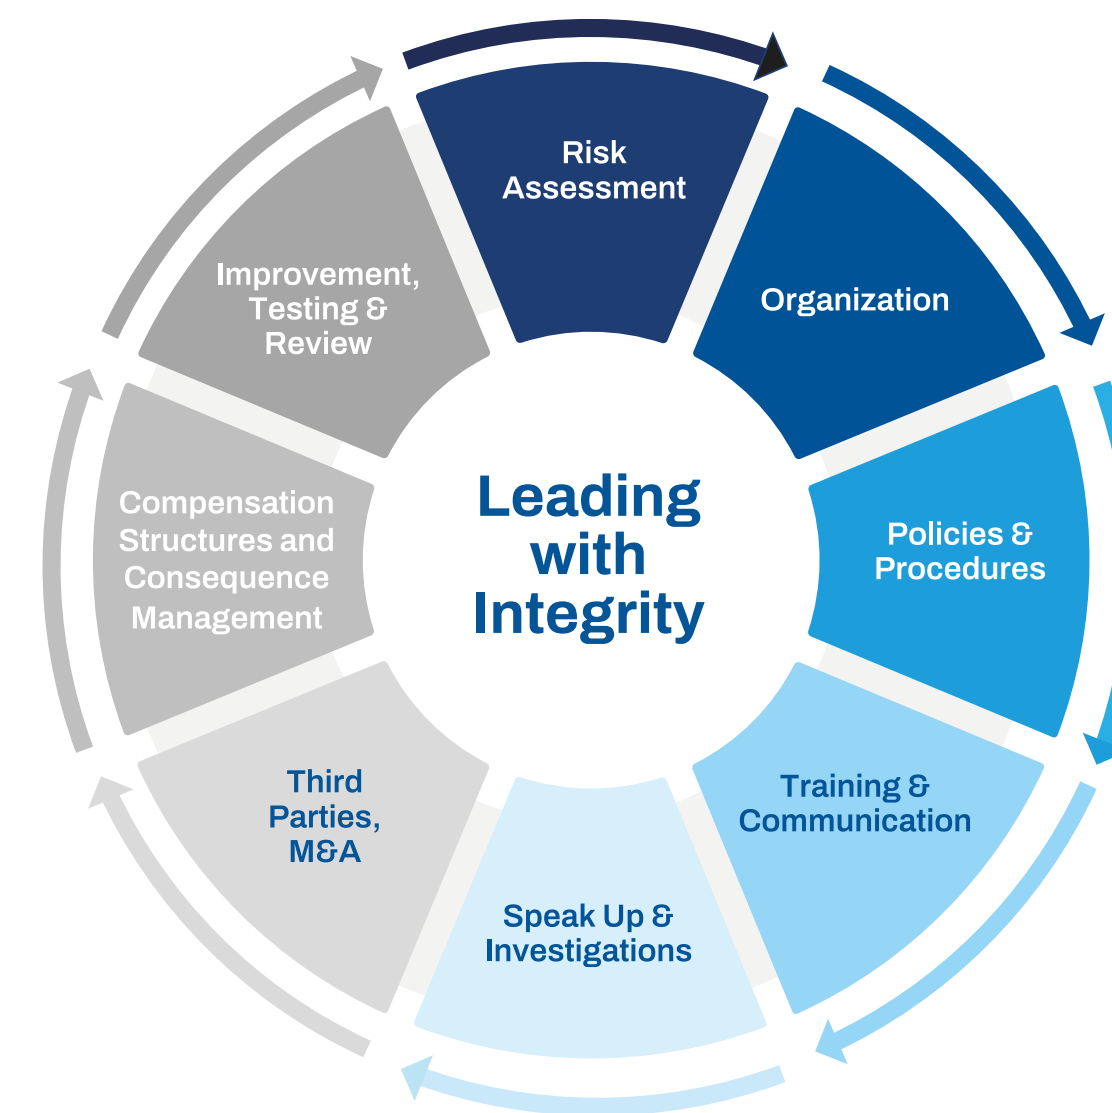 Risk
Assessment
Organization
Policies &
Procedures
Training &
Communication
Speak Up &
Investigations
Third
Parties,
M&A
Compensation
Structures and
Consequence
Management
Improvement,
Testing &
Review
Leading
with
Integrity